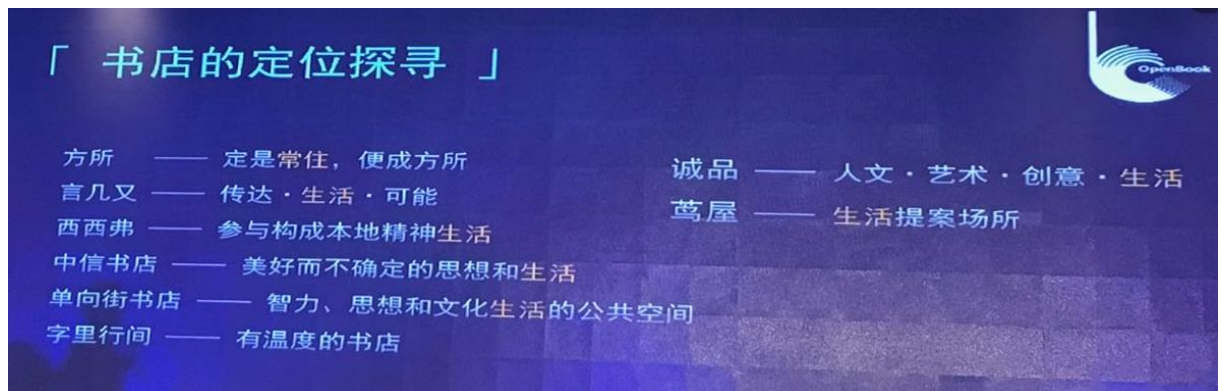 「 书店的定位探寻 」
OpenBook
方所 —— 定是常住，便成方所
言几又 —— 传达·生活·可能
西西弗 —— 参与构成本地精神生活
中信书店 —— 美好而不确定的思想和生活
单向街书店 —— 智力、思想和文化生活的公共空间
字里行间 —— 有温度的书店
诚品 —— 人文·艺术·创意·生活
茑屋 —— 生活提案场所